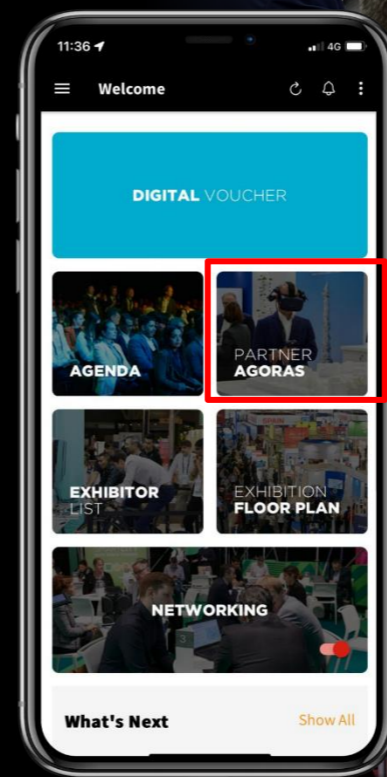 11:36
4G
Welcome
DIGITAL VOUCHER
AGENDA
PARTNER
AGORAS
EXHIBITOR
LIST
EXHIBITION
FLOOR PLAN
NETWORKING
What's Next
Show All